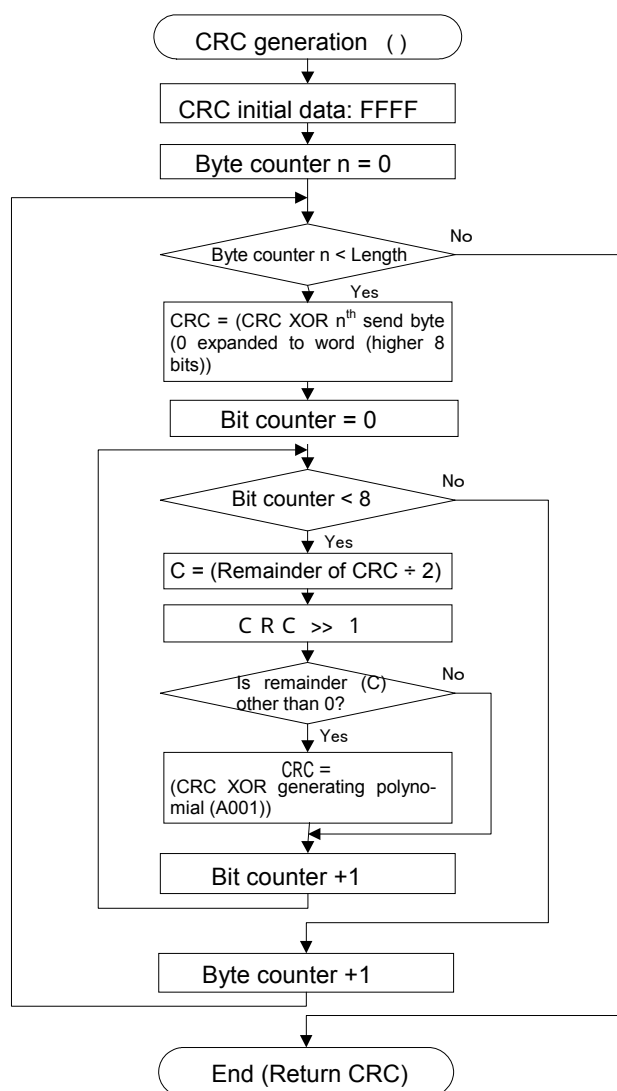 CRC generation ( )
CRC initial data: FFFF
Byte counter n = 0
Byte counter n < Length
No
Yes
CRC = (CRC XOR nth send byte
(0 expanded to word (higher 8
bits))
Bit counter = 0
Bit counter < 8
No
Yes
C = (Remainder of CRC ÷ 2)
C R C >> 1
Is remainder (C)
other than 0?
No
Yes
CRC =
(CRC XOR generating polyno-
mial (A001))
Bit counter +1
Byte counter +1
End (Return CRC)